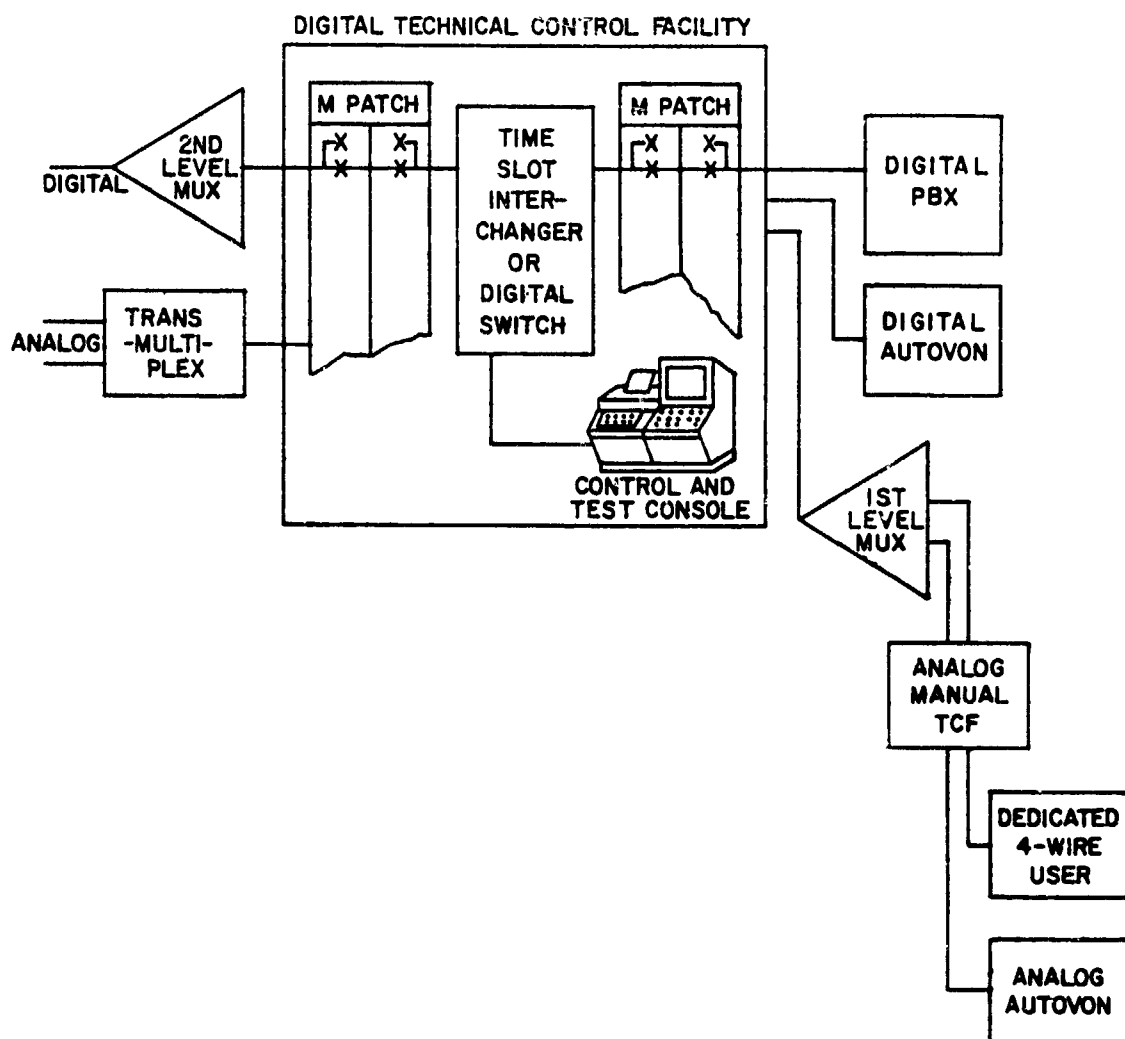 DIGITAL TECHNICAL CONTROL FACILITY
M PATCH
M PATCH
2ND
LEVEL
MUX
DIGITAL
TIME
SLOT
INTER-
CHANGER
OR
DIGITAL
SWITCH
DIGITAL
PBX
TRANS
-MULTI-
PLEX
ANALOG
DIGITAL
AUTOVON
CONTROL AND
TEST CONSOLE
1ST
LEVEL
MUX
ANALOG
MANUAL
TCF
DEDICATED
4-WIRE
USER
ANALOG
AUTOVON